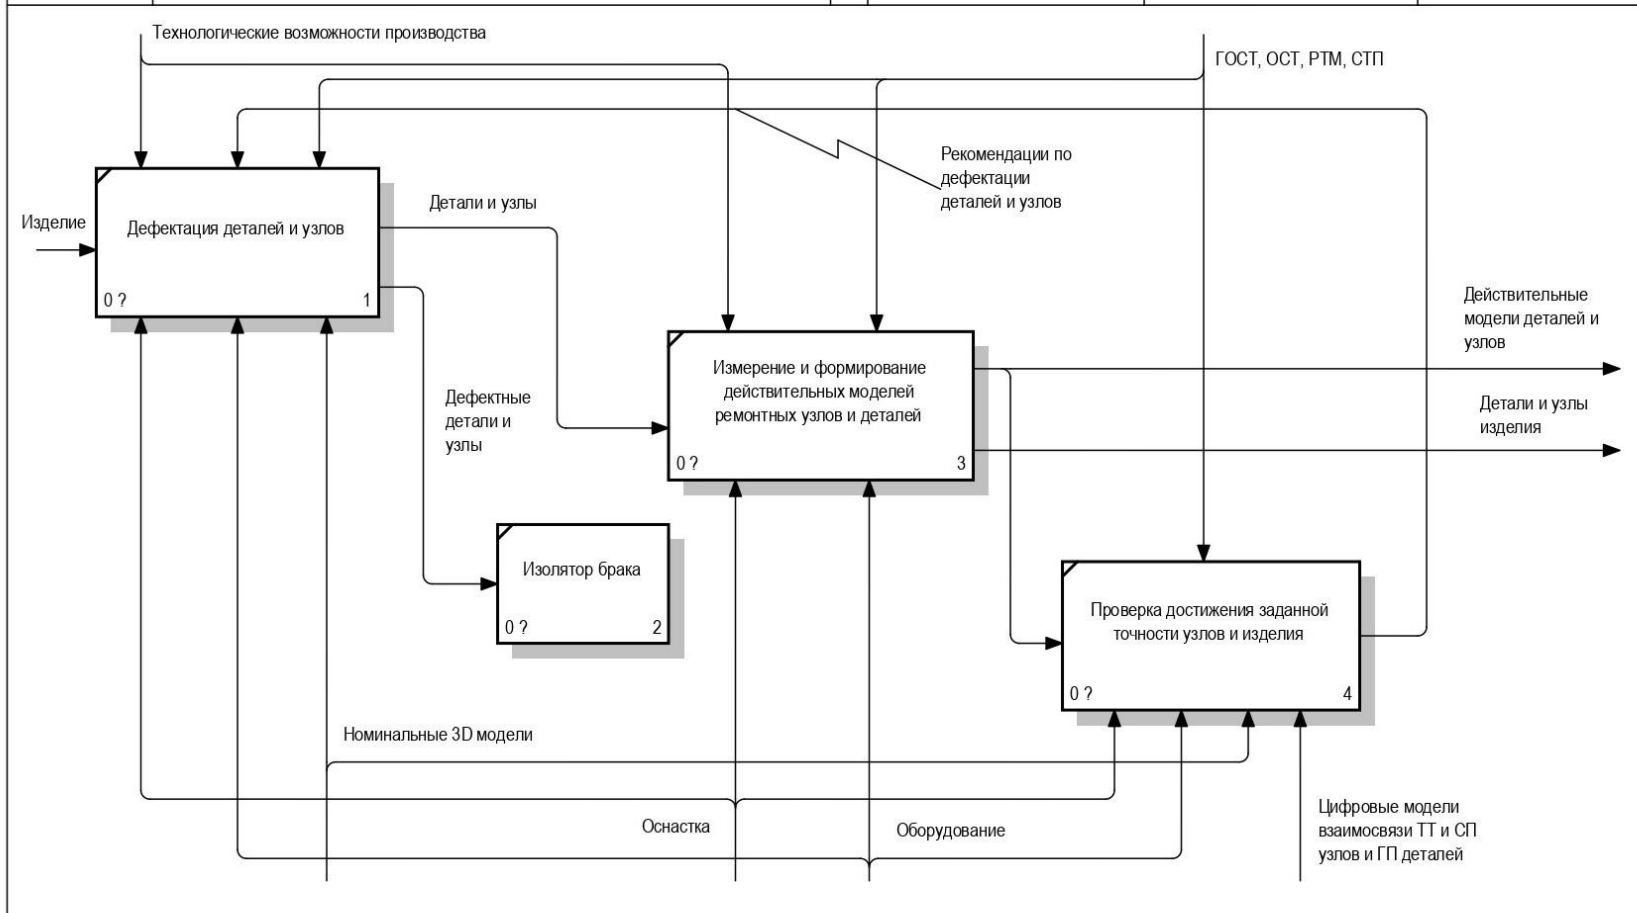 Технологические возможности производства
ГОСТ, ОСТ, РТМ, СТП
Рекомендации по
дефектации
деталей и узлов
Изделие
Дефектация деталей и узлов
0 ?
1
Детали и узлы
Действительные
модели деталей и
узлов
Измерение и формирование
действительных моделей
ремонтных узлов и деталей
0 ?
3
Дефектные
детали и
узлы
Детали и узлы
изделия
Изолятор брака
0 ?
2
Проверка достижения заданной
точности узлов и изделия
0 ?
4
Номинальные 3D модели
Оснастка
Оборудование
Цифровые модели
взаимосвязи ТТ и СП
узлов и ГП деталей